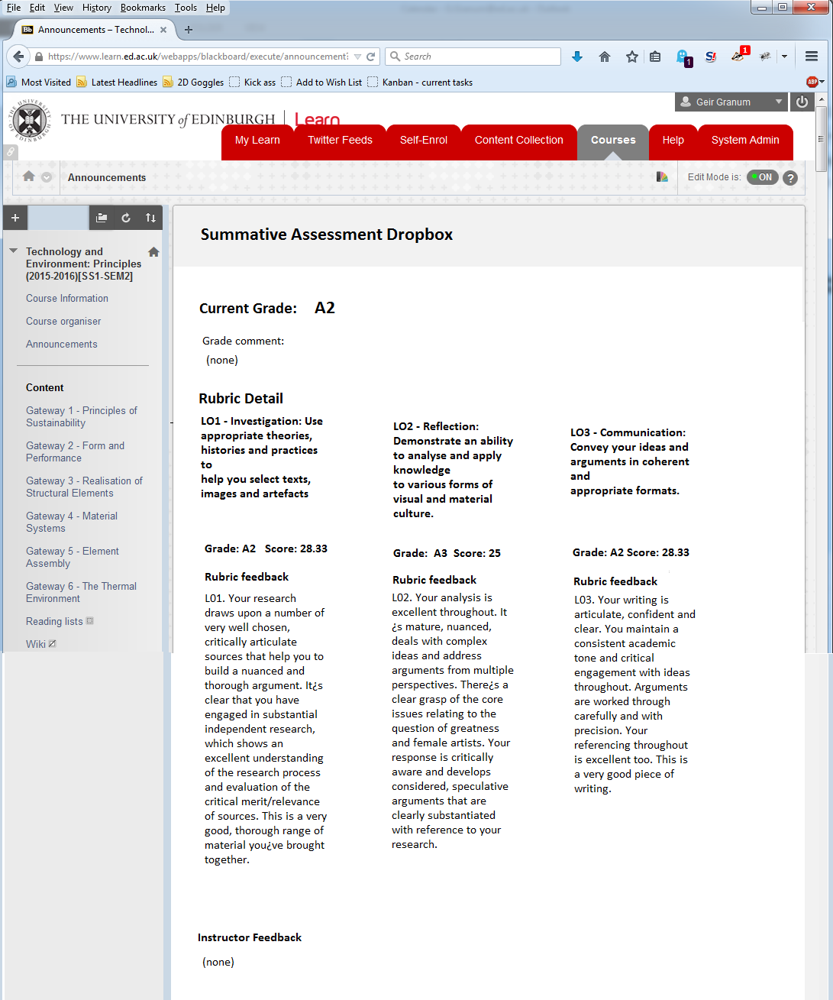 File Edit View History Bookmarks Tools Help
Bb Announcements – Technol... ×
https://www.learn.ed.ac.uk/webapps/blackboard/execute/announcement?
Search
1
S!
1
Most Visited Latest Headlines 2D Goggles Kick ass Add to Wish List Kanban - current tasks
ABP
Geir Granum
THE UNIVERSITY of EDINBURGH Learn
My Learn Twitter Feeds Self-Enrol Content Collection Courses Help System Admin
Announcements
Edit Mode is: ON ?
Technology and
Environment: Principles
(2015-2016)[SS1-SEM2]
Course Information
Course organiser
Announcements
Content
Gateway 1 - Principles of
Sustainability
Gateway 2 - Form and
Performance
Gateway 3 - Realisation of
Structural Elements
Gateway 4 - Material
Systems
Gateway 5 - Element
Assembly
Gateway 6 - The Thermal
Environment
Reading lists
Wiki
Summative Assessment Dropbox
Current Grade: A2
Grade comment:
(none)
Rubric Detail
LO1 - Investigation: Use
appropriate theories,
histories and practices
to
help you select texts,
images and artefacts
Grade: A2 Score: 28.33
Rubric feedback
L01. Your research
draws upon a number of
very well chosen,
critically articulate
sources that help you to
build a nuanced and
thorough argument. It¿s
clear that you have
engaged in substantial
independent research,
which shows an
excellent understanding
of the research process
and evaluation of the
critical merit/relevance
of sources. This is a very
good, thorough range of
material you¿ve brought
together.
LO2 - Reflection:
Demonstrate an ability
to analyse and apply
knowledge
to various forms of
visual and material
culture.
Grade: A3 Score: 25
Rubric feedback
L02. Your analysis is
excellent throughout. It
¿s mature, nuanced,
deals with complex
ideas and address
arguments from multiple
perspectives. There¿s a
clear grasp of the core
issues relating to the
question of greatness
and female artists. Your
response is critically
aware and develops
considered, speculative
arguments that are
clearly substantiated
with reference to your
research.
LO3 - Communication:
Convey your ideas and
arguments in coherent
and
appropriate formats.
Grade: A2 Score: 28.33
Rubric feedback
L03. Your writing is
articulate, confident and
clear. You maintain a
consistent academic
tone and critical
engagement with ideas
throughout. Arguments
are worked through
carefully and with
precision. Your
referencing throughout
is excellent too. This is
a very good piece of
writing.
Instructor Feedback
(none)